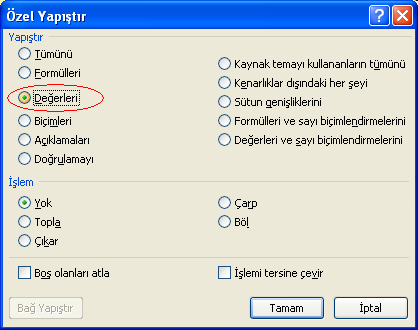 Özel Yapıştır
Yapıştır
Tümünü
Formülleri
Değerleri
Biçimleri
Açıklamaları
Doğrulamayı
Kaynak temayı kullananların tümünü
Kenarlıklar dışındaki her şeyi
Sütun genişliklerini
Formülleri ve sayı biçimlendirmelerini
Değerleri ve sayı biçimlendirmelerini
İşlem
Yok
Topla
Çıkar
Çarp
Böl
Boş olanları atla
İşlemi tersine çevir
Bağ Yapıştır
Tamam
İptal